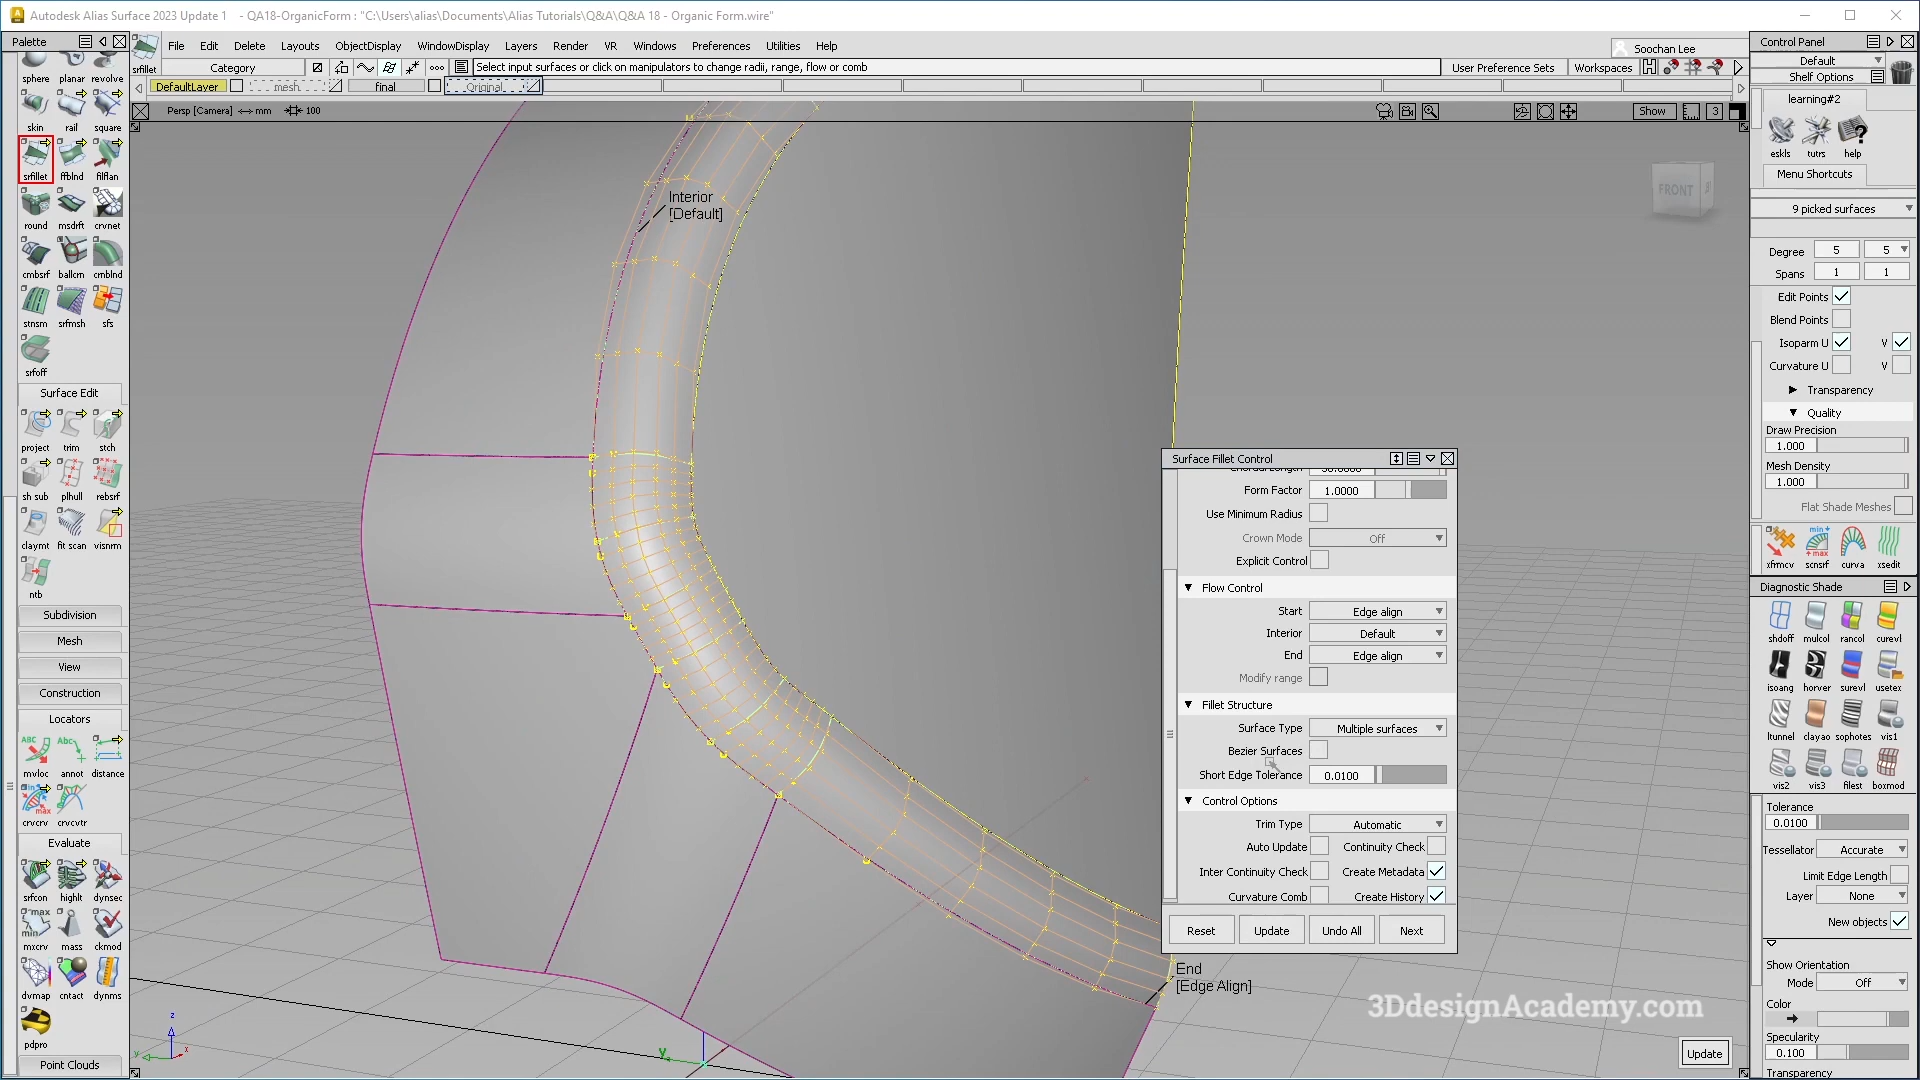 Autodesk Alias Surface 2023 Update 1 - QA18-OrganicForm : "C:\Users\alias\Documents\Alias Tutorials\Q&A\Q&A 18 - Organic Form.wire"
Palette
File Edit Delete Layouts ObjectDisplay WindowDisplay Layers Render VR Windows Preferences Utilities Help
Soochan Lee
srfillet
Category
Select input surfaces or click on manipulators to change radii, range, flow or comb
User Preference Sets
Workspaces
DefaultLayer
mesh
final
Original
Persp [Camera] mm 100
Show
3
sphere planar revolve
skin rail square
srfillet ffblnd filflan
round msdrft crvnet
cmbsrf ballcrn crnblnd
stnsm srfmsh sfs
srfoff
Surface Edit
project trim stch
sh sub plhull rebsrf
claymt fit scan visnrm
ntb
Subdivision
Mesh
View
Construction
Locators
mvloc annot distance
crvcrv crvcvtr
Evaluate
srfcon highlt dynsec
mxcrv mass ckmod
dvmap cntact dynms
pdpro
Point Clouds
Interior
[Default]
FRONT
End
[Edge Align]
z
y
x
y
3DdesignAcademy.com
Update
Surface Fillet Control
Chordal Length 50.0000
Form Factor 1.0000
Use Minimum Radius
Crown Mode Off
Explicit Control
Flow Control
Start Edge align
Interior Default
End Edge align
Modify range
Fillet Structure
Surface Type Multiple surfaces
Bezier Surfaces
Short Edge Tolerance 0.0100
Control Options
Trim Type Automatic
Auto Update Continuity Check
Inter Continuity Check Create Metadata
Curvature Comb Create History
Reset Update Undo All Next
Control Panel
Default
Shelf Options
learning#2
eskls tutrs help
Menu Shortcuts
9 picked surfaces
Degree 5 5
Spans 1 1
Edit Points
Blend Points
Isoparm U V
Curvature U V
Transparency
Quality
Draw Precision
1.000
Mesh Density
1.000
Flat Shade Meshes
xfrmcv scnsrf curva xsedit
Diagnostic Shade
shdoff mulcol rancol curevl
isoang horver surevl usetex
ltunnel clayao sophotes vis1
vis2 vis3 filest boxmod
Tolerance
0.0100
Tessellator Accurate
Limit Edge Length
Layer None
New objects
Show Orientation
Mode Off
Color
Specularity
0.100
Transparency